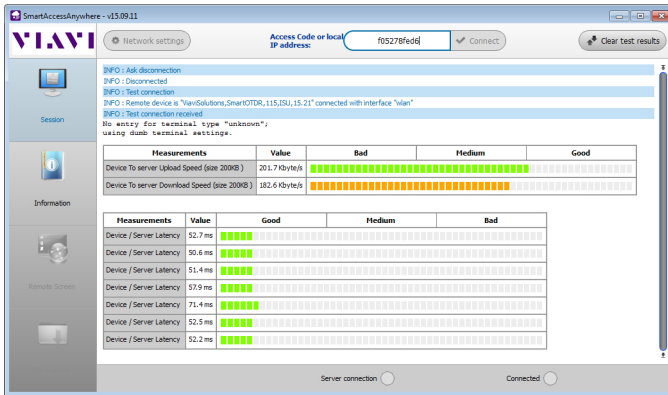 SmartAccessAnywhere - v15.09.11
VIAVI
Network settings
Access Code or local
IP address:
f05278fed6
Connect
Clear test results
Session
Information
Remote Screen
INFO : Ask disconnection
INFO : Disconnected
INFO : Test connection
INFO : Remote device is "ViaviSolutions,SmartOTDR,115,ISU,15.21" connected with interface "wlan"
INFO : Test connection received
No entry for terminal type "unknown";
using dumb terminal settings.
Measurements Value Bad Medium Good
Device To server Upload Speed (size 200KB ) 201.7 Kbyte/s
Device To server Download Speed (size 200KB ) 182.6 Kbyte/s
Measurements Value Good Medium Bad
Device / Server Latency 52.7 ms
Device / Server Latency 50.6 ms
Device / Server Latency 51.4 ms
Device / Server Latency 57.9 ms
Device / Server Latency 71.4 ms
Device / Server Latency 52.5 ms
Device / Server Latency 52.2 ms
Server connection
Connected